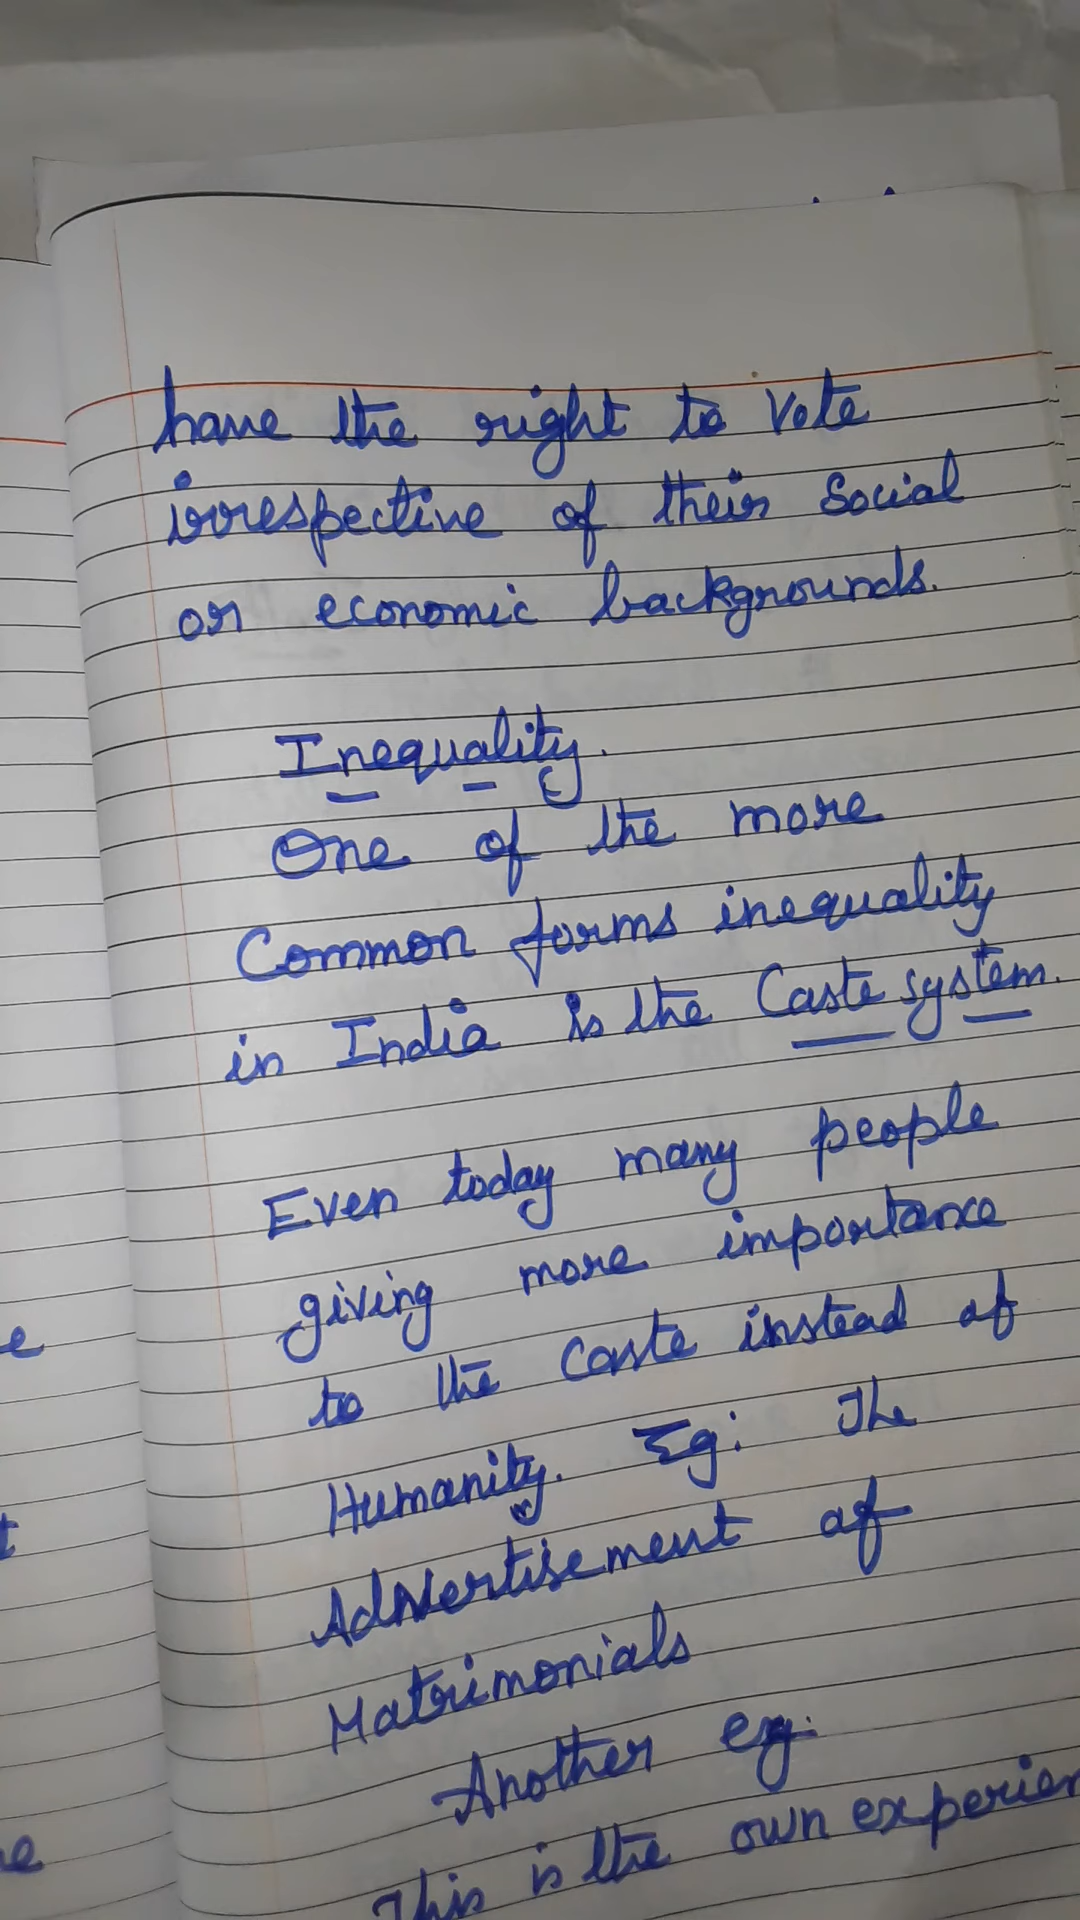 have the right to vote
irrespective of their Social
or economic backgrounds.
Inequality.
One of the more
Common forms inequality
in India is the Caste system.
Even today many people
giving more importance
to the caste instead of
Humanity. Eg: The
Advertisement of
Matrimonials
Another eg:
This is the own experien